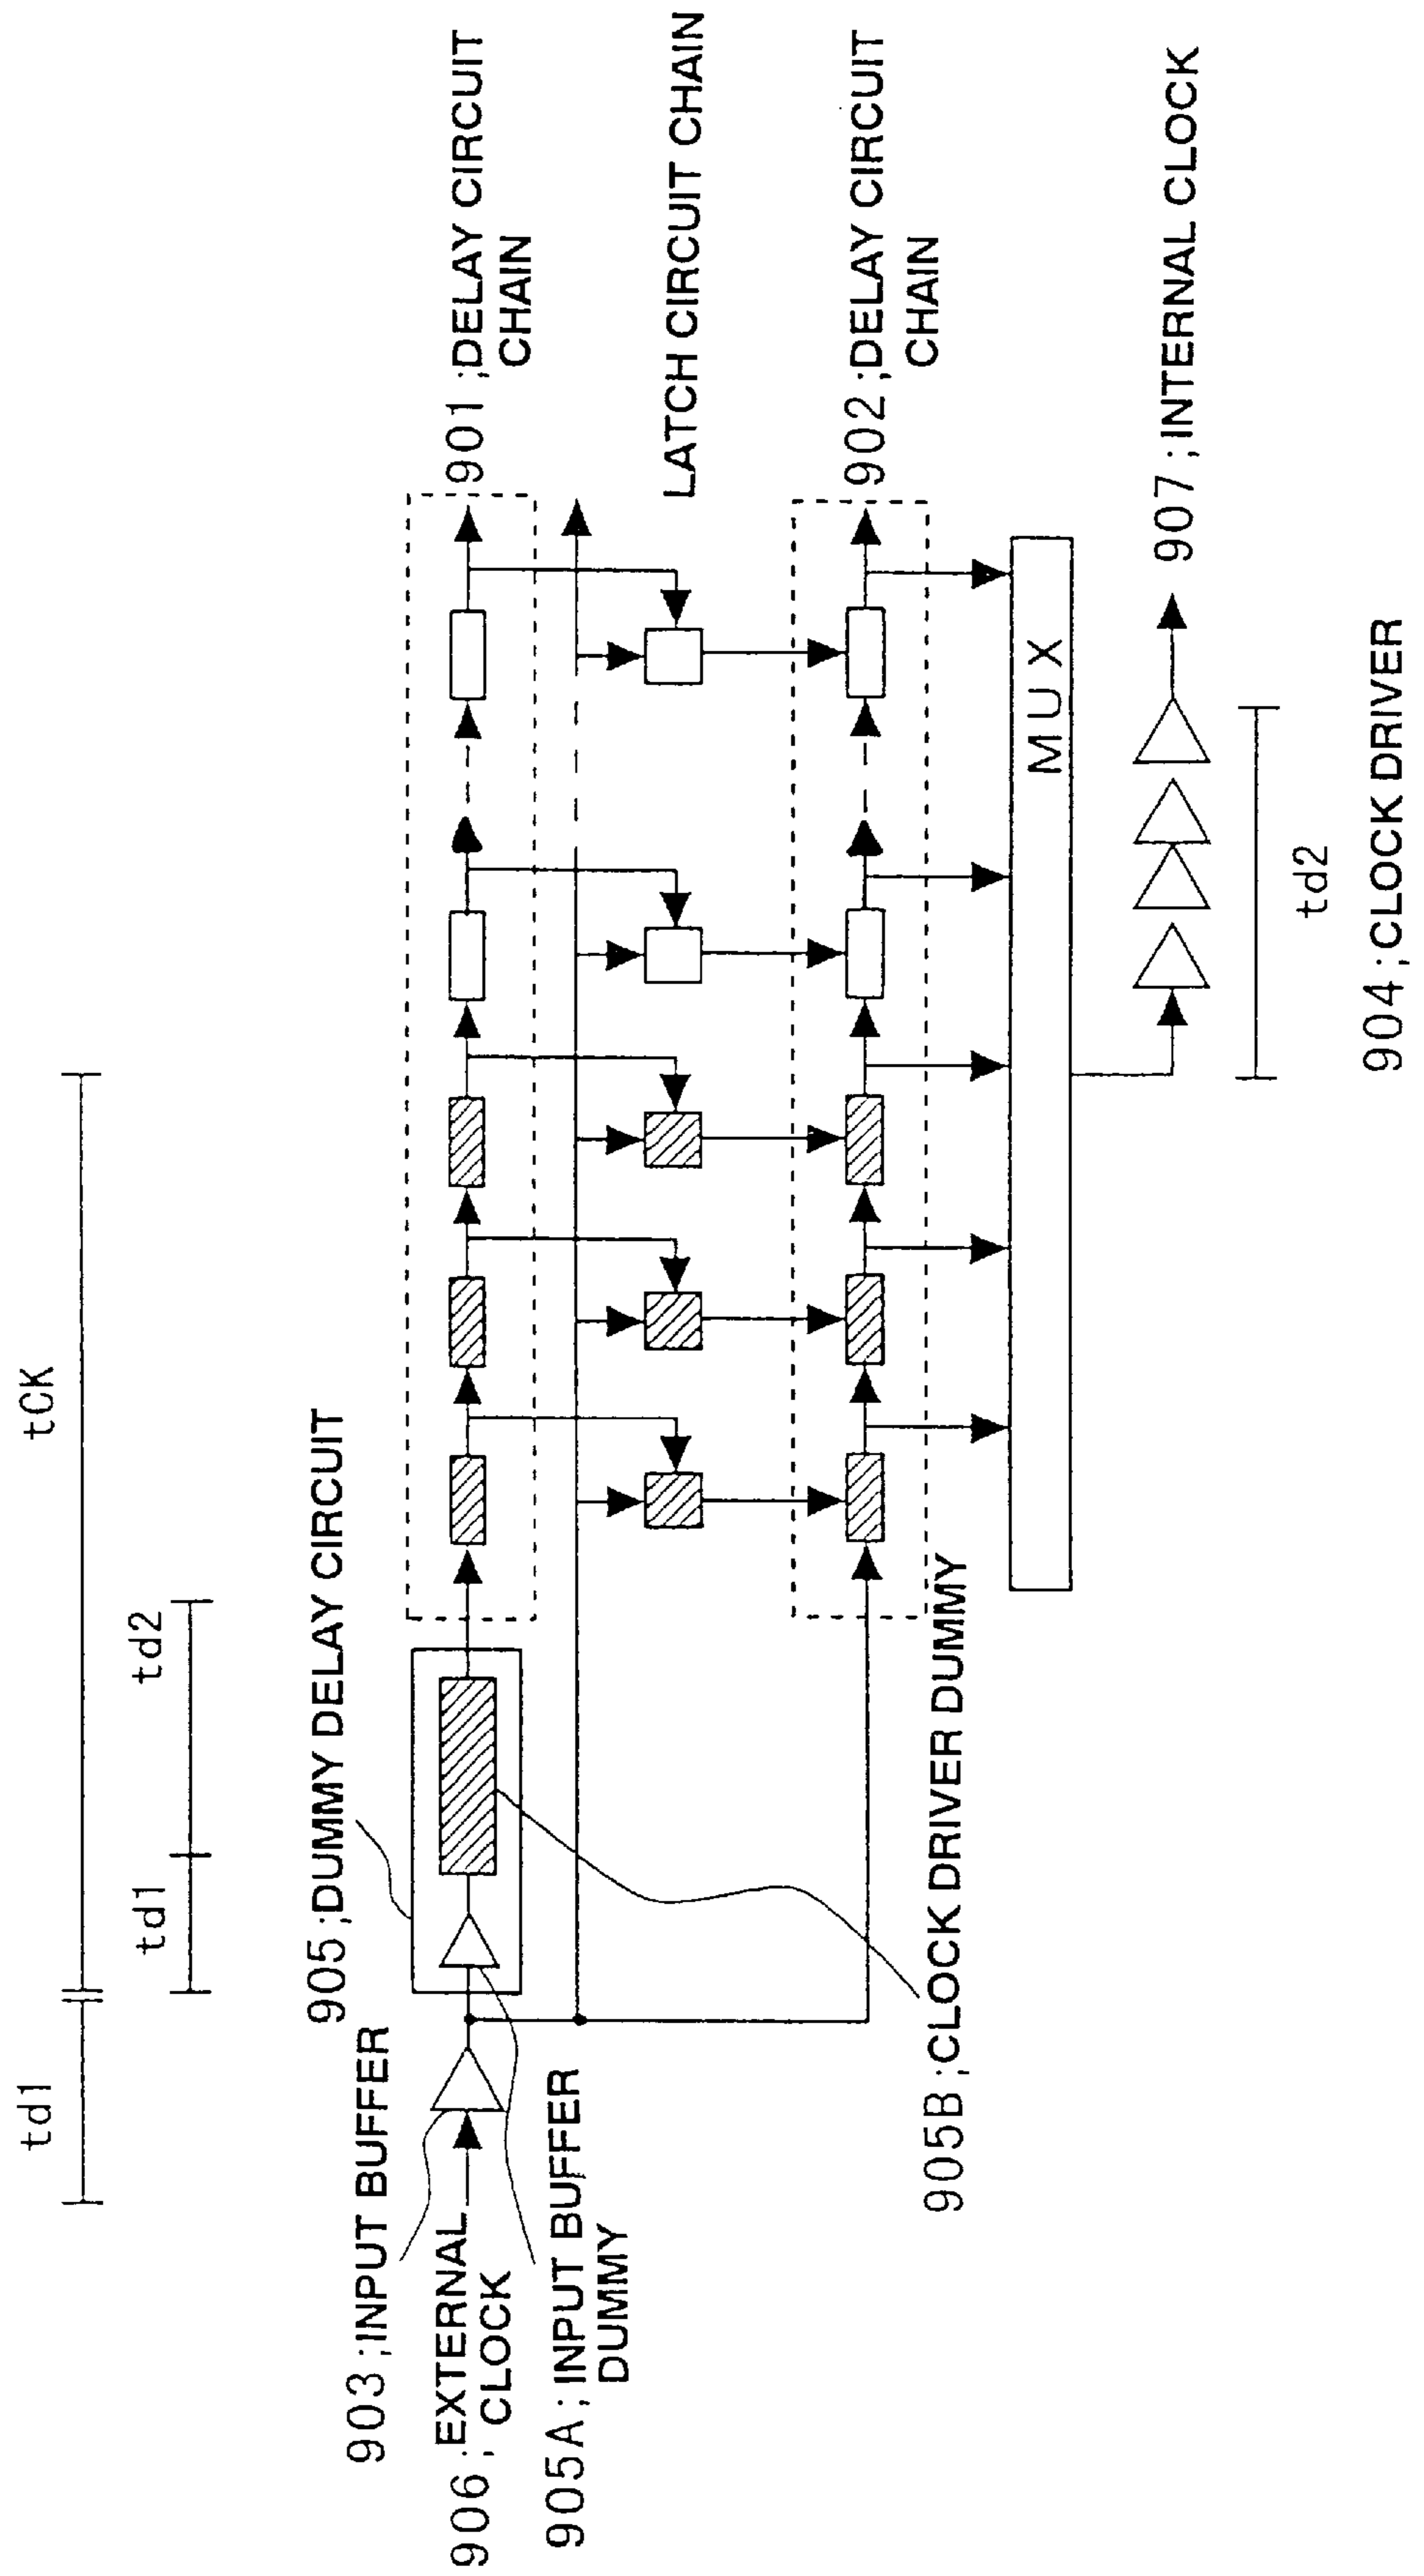 td1
tCK
td1
td2
905 ;DUMMY DELAY CIRCUIT
903 ;INPUT BUFFER
906 ; EXTERNAL
CLOCK
905A ; INPUT BUFFER
DUMMY
901 ;DELAY CIRCUIT
CHAIN
LATCH CIRCUIT CHAIN
902 ;DELAY CIRCUIT
CHAIN
905B ;CLOCK DRIVER DUMMY
MUX
907 ; INTERNAL CLOCK
td2
904 ; CLOCK DRIVER